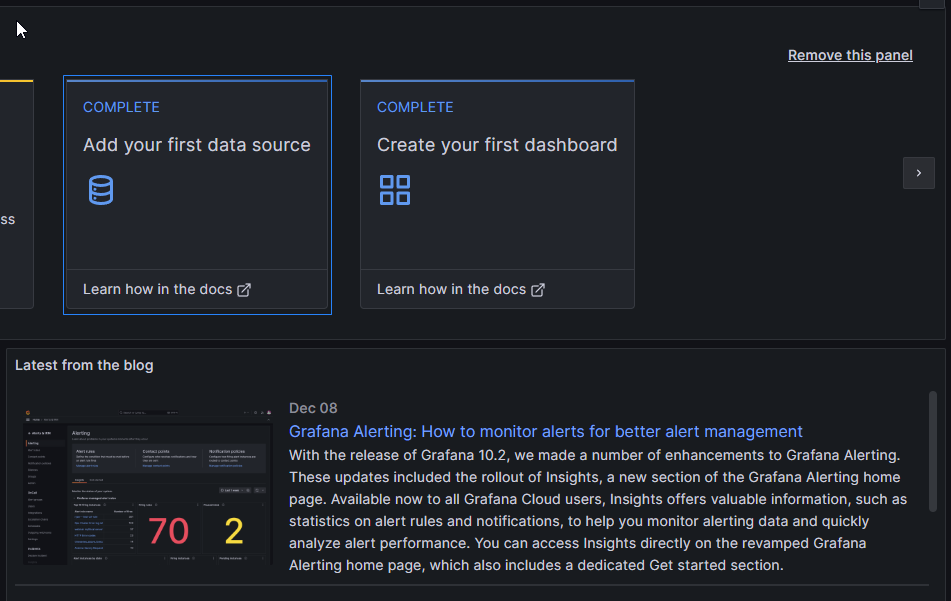 Remove this panel
COMPLETE
Add your first data source
Learn how in the docs
COMPLETE
Create your first dashboard
Learn how in the docs
ss
Latest from the blog
Alerting
Alert rules
Contact points
Notification policies
70
2
Dec 08
Grafana Alerting: How to monitor alerts for better alert management
With the release of Grafana 10.2, we made a number of enhancements to Grafana Alerting.
These updates included the rollout of Insights, a new section of the Grafana Alerting home
page. Available now to all Grafana Cloud users, Insights offers valuable information, such as
statistics on alert rules and notifications, to help you monitor alerting data and quickly
analyze alert performance. You can access Insights directly on the revamped Grafana
Alerting home page, which also includes a dedicated Get started section.